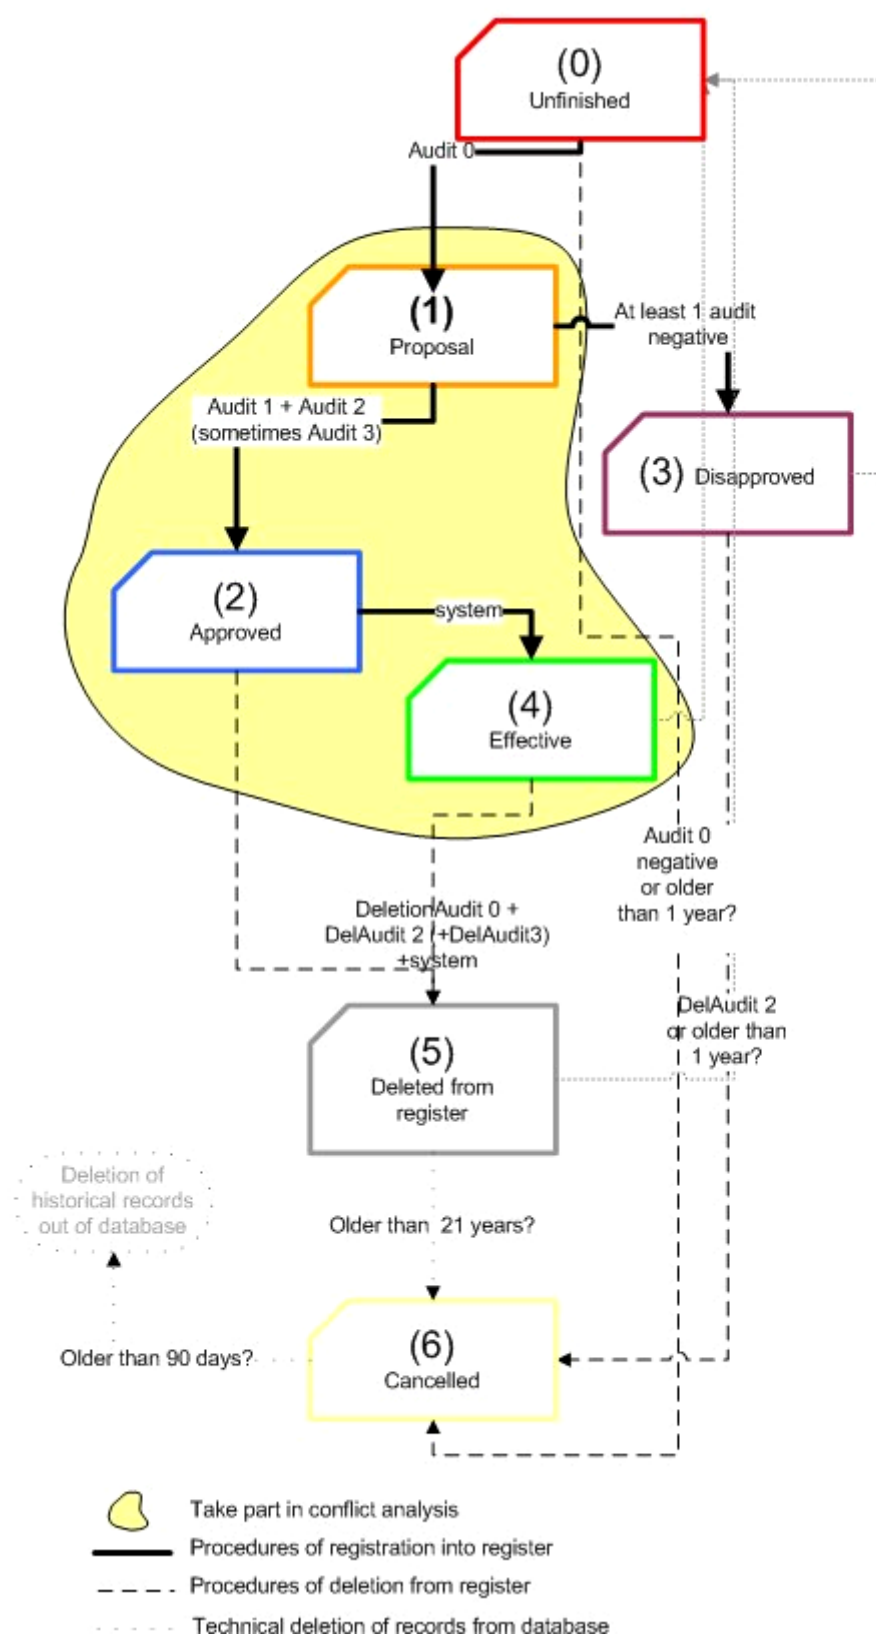 (0)
Unfinished
Audit 0
(1)
Proposal
At least 1 audit
negative
Audit 1 + Audit 2
(sometimes Audit 3)
(3) Disapproved
(2)
Approved
system
(4)
Effective
Audit 0
negative
or older
than 1 year?
DeletionAudit 0 +
DelAudit 2 (+DelAudit3)
+system
DelAudit 2
or older than
1 year?
(5)
Deleted from
register
Deletion of
historical records
out of database
Older than 21 years?
Older than 90 days?
(6)
Cancelled
Take part in conflict analysis
Procedures of registration into register
Procedures of deletion from register
Technical deletion of records from database